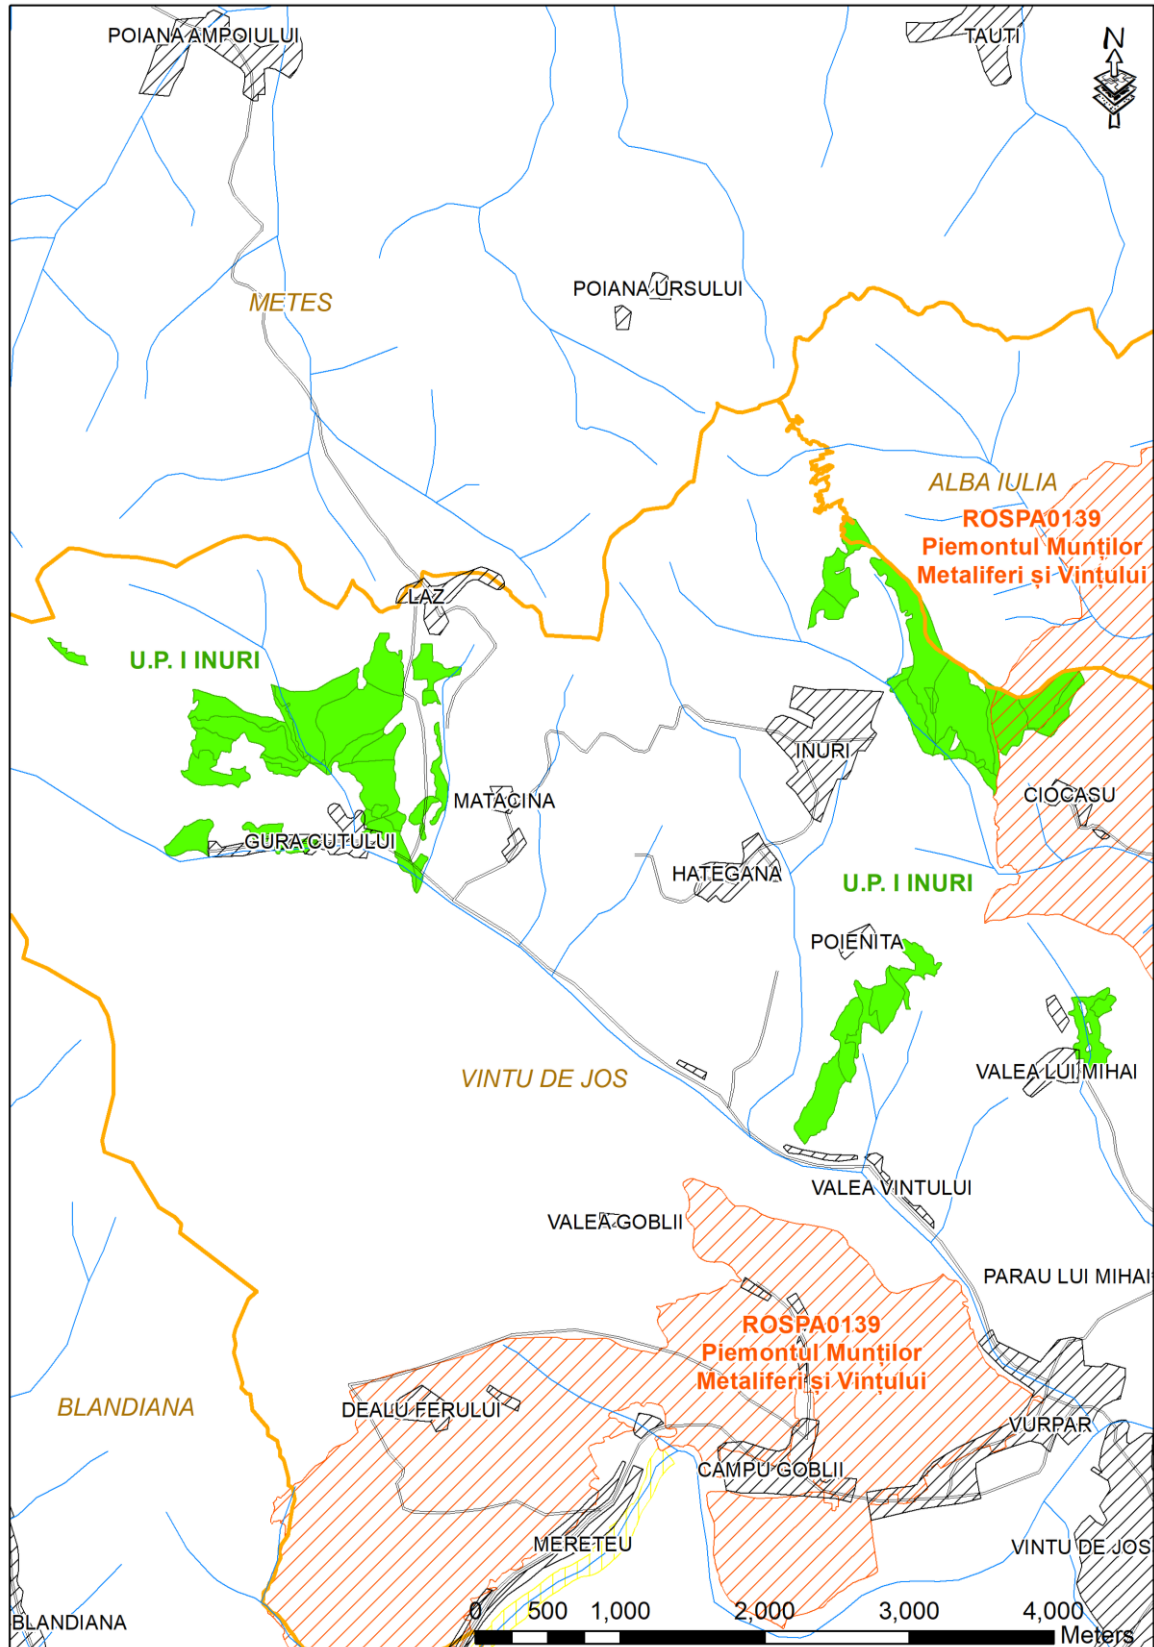 POIANA AMPOIULUI
TAUTI
N
METES
POIANA URSULUI
ALBA IULIA
ROSPA0139
Piemontul Munților
Metaliferi și Vințului
LAZ
U.P. I INURI
INURI
MATACINA
CIOCASU
GURA CUTULUI
HATEGANA
U.P. I INURI
POIENITA
VINTU DE JOS
VALEA LUI MIHAI
VALEA VINTULUI
VALEA GOBLII
PARAU LUI MIHAI
ROSPA0139
Piemontul Munților
Metaliferi și Vințului
BLANDIANA
DEALU FERULUI
VURPAR
CAMPU GOBLII
MERETEU
VINTU DE JOS
BLANDIANA
0 500 1,000 2,000 3,000 4,000
Meters